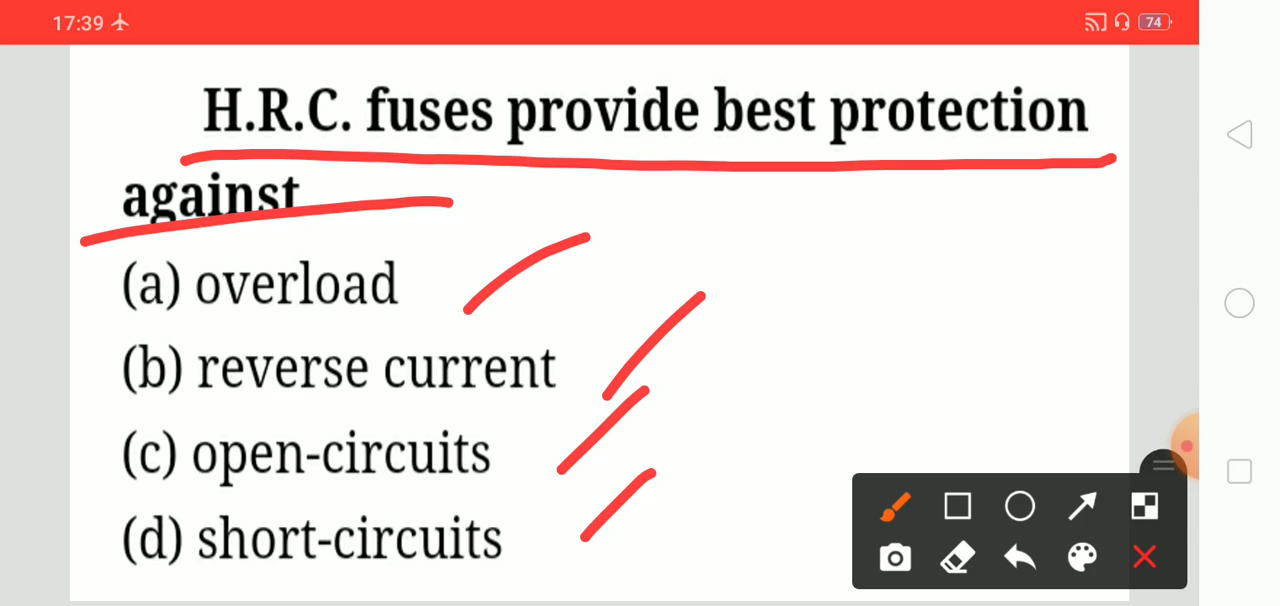 17:39
74
H.R.C. fuses provide best protection
against
(a) overload
(b) reverse current
(c) open-circuits
(d) short-circuits